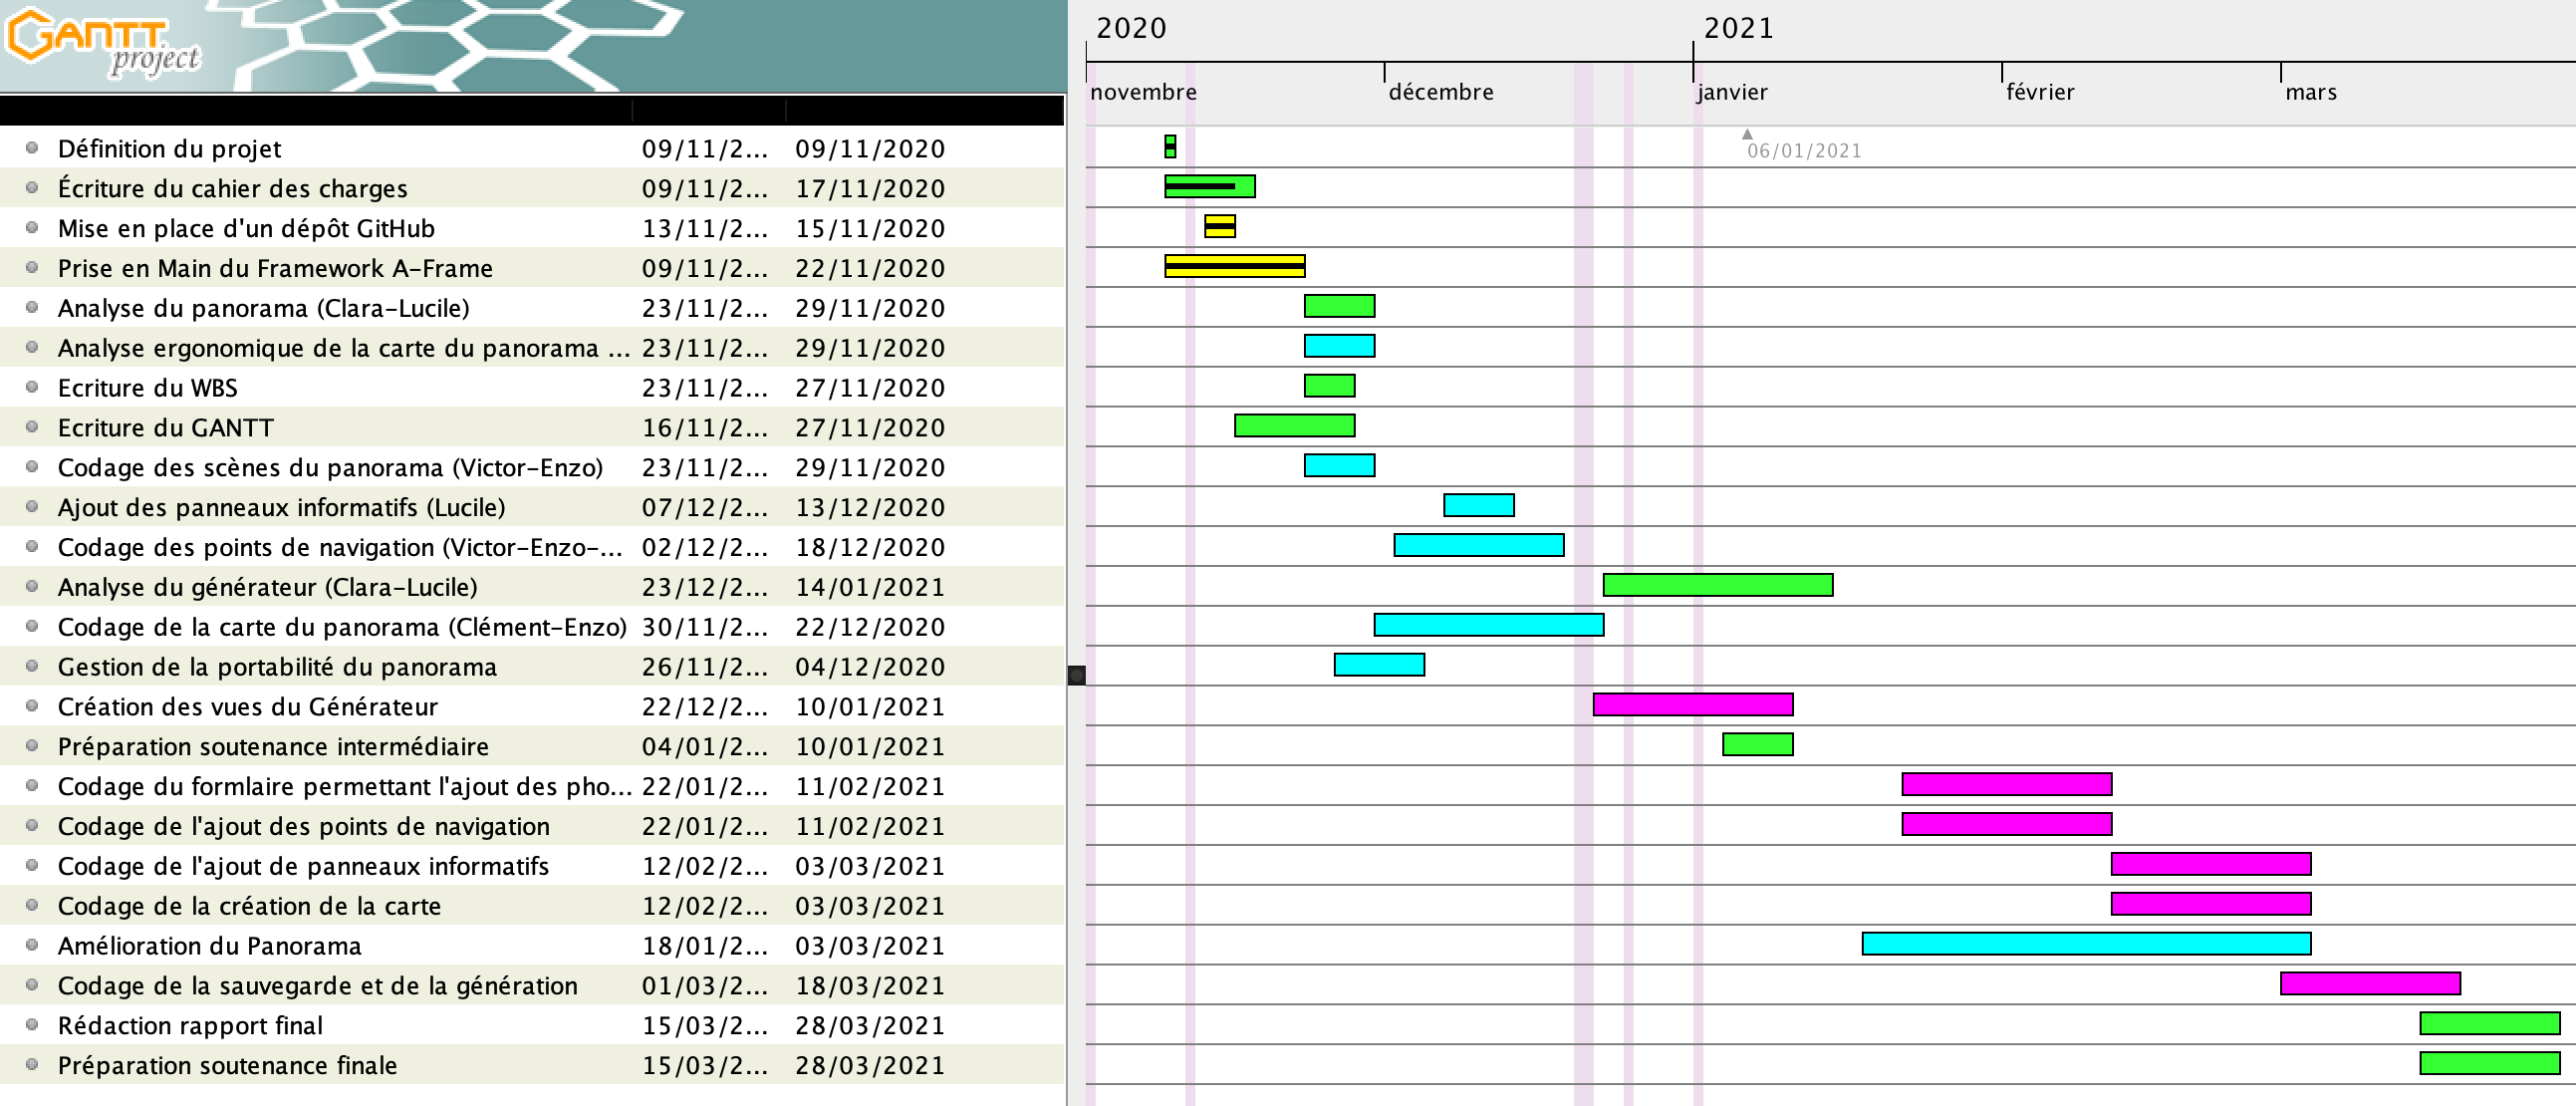 GANTT
project
2020 2021
novembre décembre janvier février mars
06/01/2021
Définition du projet 09/11/2... 09/11/2020
Écriture du cahier des charges 09/11/2... 17/11/2020
Mise en place d'un dépôt GitHub 13/11/2... 15/11/2020
Prise en Main du Framework A-Frame 09/11/2... 22/11/2020
Analyse du panorama (Clara-Lucile) 23/11/2... 29/11/2020
Analyse ergonomique de la carte du panorama ... 23/11/2... 29/11/2020
Ecriture du WBS 23/11/2... 27/11/2020
Ecriture du GANTT 16/11/2... 27/11/2020
Codage des scènes du panorama (Victor-Enzo) 23/11/2... 29/11/2020
Ajout des panneaux informatifs (Lucile) 07/12/2... 13/12/2020
Codage des points de navigation (Victor-Enzo-... 02/12/2... 18/12/2020
Analyse du générateur (Clara-Lucile) 23/12/2... 14/01/2021
Codage de la carte du panorama (Clément-Enzo) 30/11/2... 22/12/2020
Gestion de la portabilité du panorama 26/11/2... 04/12/2020
Création des vues du Générateur 22/12/2... 10/01/2021
Préparation soutenance intermédiaire 04/01/2... 10/01/2021
Codage du formlaire permettant l'ajout des pho... 22/01/2... 11/02/2021
Codage de l'ajout des points de navigation 22/01/2... 11/02/2021
Codage de l'ajout de panneaux informatifs 12/02/2... 03/03/2021
Codage de la création de la carte 12/02/2... 03/03/2021
Amélioration du Panorama 18/01/2... 03/03/2021
Codage de la sauvegarde et de la génération 01/03/2... 18/03/2021
Rédaction rapport final 15/03/2... 28/03/2021
Préparation soutenance finale 15/03/2... 28/03/2021